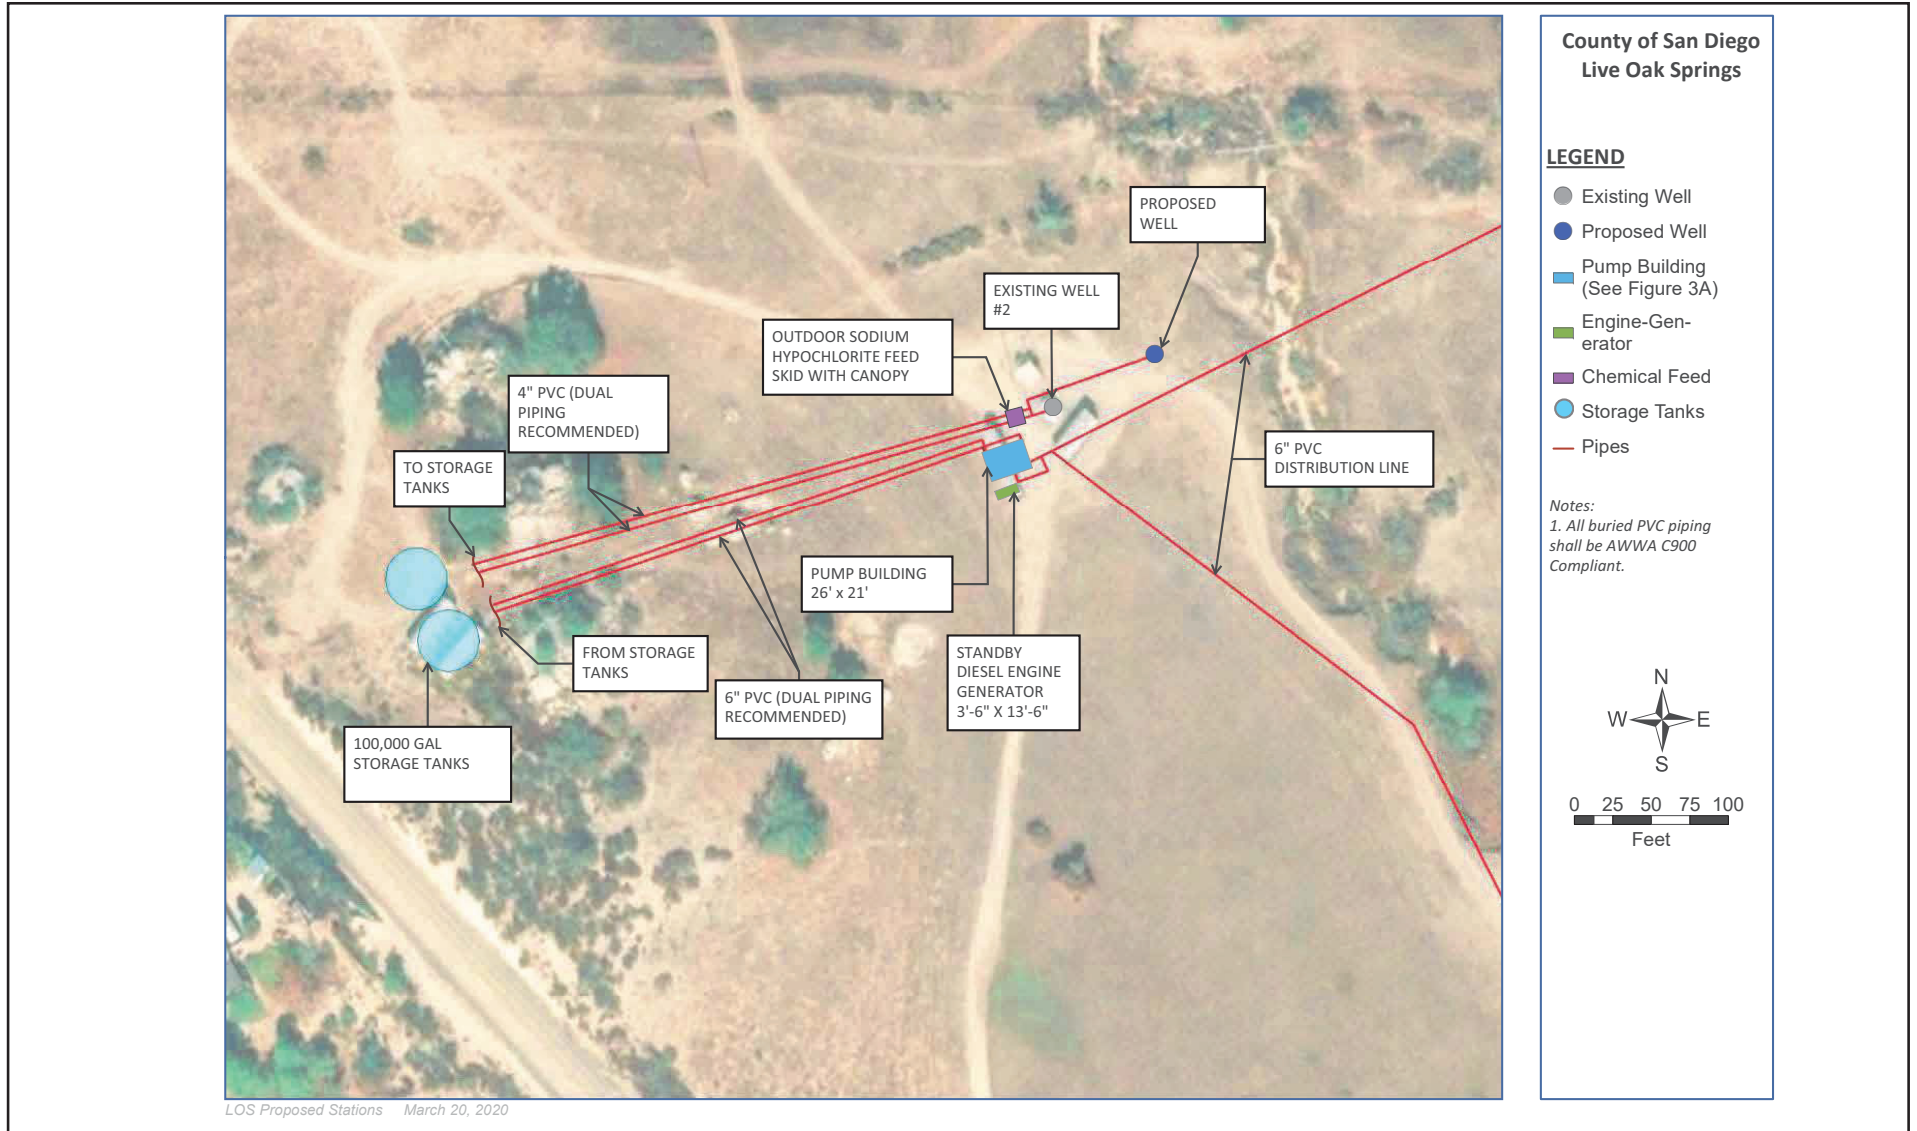 County of San Diego
Live Oak Springs
LEGEND
Existing Well
Proposed Well
Pump Building
(See Figure 3A)
Engine-Gen-
erator
Chemical Feed
Storage Tanks
Pipes
Notes:
1. All buried PVC piping
shall be AWWA C900
Compliant.
N
W E
S
0 25 50 75 100
Feet
PROPOSED
WELL
EXISTING WELL
#2
OUTDOOR SODIUM
HYPOCHLORITE FEED
SKID WITH CANOPY
4" PVC (DUAL
PIPING
RECOMMENDED)
TO STORAGE
TANKS
6" PVC
DISTRIBUTION LINE
PUMP BUILDING
26' x 21'
FROM STORAGE
TANKS
6" PVC (DUAL PIPING
RECOMMENDED)
STANDBY
DIESEL ENGINE
GENERATOR
3'-6" X 13'-6"
100,000 GAL
STORAGE TANKS
LOS Proposed Stations March 20, 2020